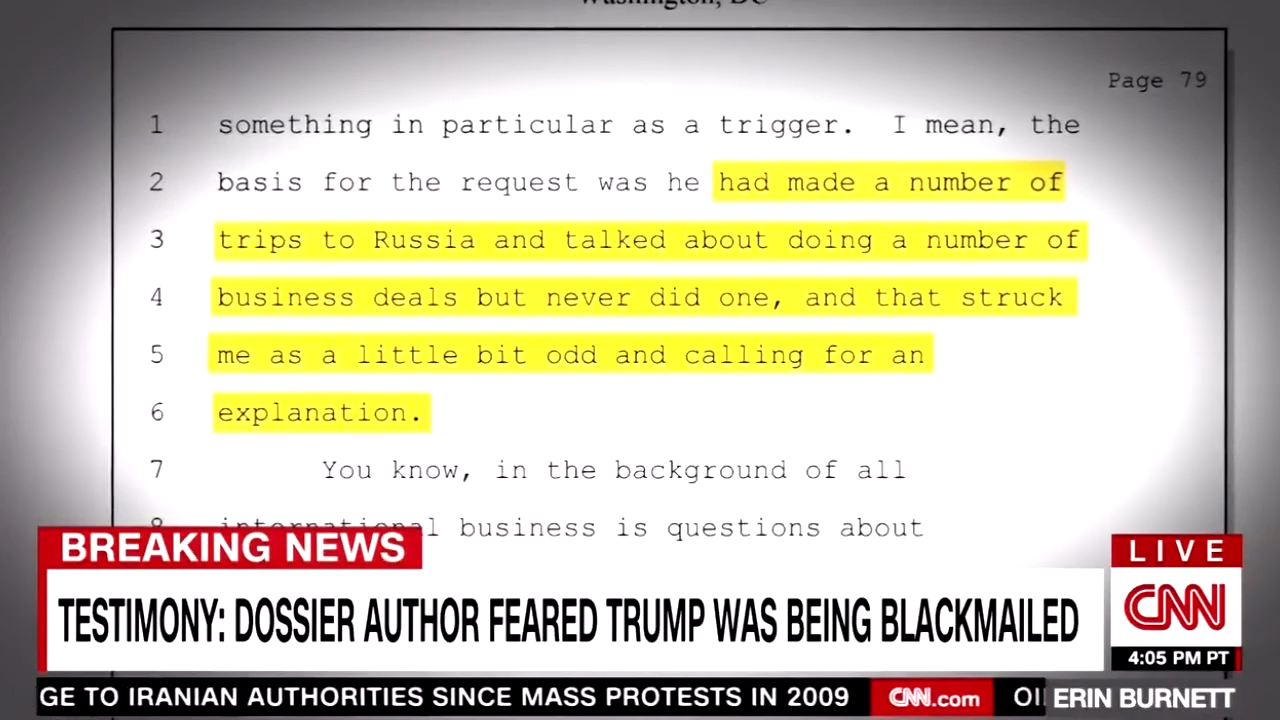 Washington, DC
Page 79
1 something in particular as a trigger. I mean, the
2 basis for the request was he had made a number of
3 trips to Russia and talked about doing a number of
4 business deals but never did one, and that struck
5 me as a little bit odd and calling for an
6 explanation.
7 You know, in the background of all
8 international business is questions about
BREAKING NEWS
TESTIMONY: DOSSIER AUTHOR FEARED TRUMP WAS BEING BLACKMAILED
LIVE
CNN
4:05 PM PT
GE TO IRANIAN AUTHORITIES SINCE MASS PROTESTS IN 2009
CNN.com
ERIN BURNETT